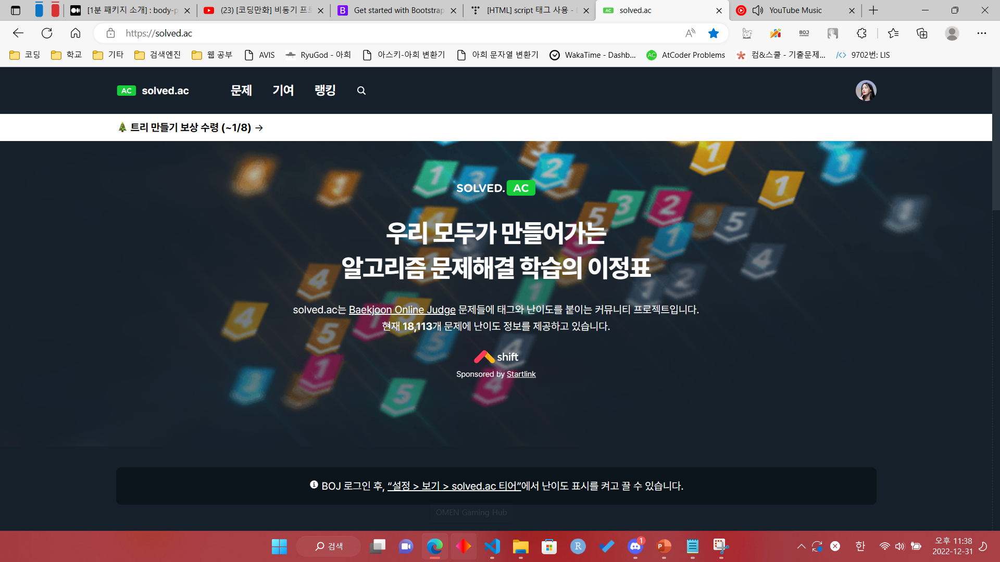 [1분 패키지 소개] : body-p
(23) [코딩만화] 비동기 프로
Get started with Bootstrap
[HTML] script 태그 사용 -
solved.ac
YouTube Music
https://solved.ac
코딩
학교
기타
검색엔진
웹 공부
AVIS
RyuGod - 아희
아스키-아희 변환기
아희 문자열 변환기
WakaTime - Dashb...
AtCoder Problems
컴&스쿨 - 기출문제...
9702번: LIS
AC solved.ac
문제
기여
랭킹
트리 만들기 보상 수령 (~1/8) →
SOLVED. AC
우리 모두가 만들어가는
알고리즘 문제해결 학습의 이정표
solved.ac는 Baekjoon Online Judge 문제들에 태그와 난이도를 붙이는 커뮤니티 프로젝트입니다.
현재 18,113개 문제에 난이도 정보를 제공하고 있습니다.
shift
Sponsored by Startlink
BOJ 로그인 후, “설정 > 보기 > solved.ac 티어”에서 난이도 표시를 켜고 끌 수 있습니다.
OMEN Gaming Hub
검색
한
오후 11:38
2022-12-31